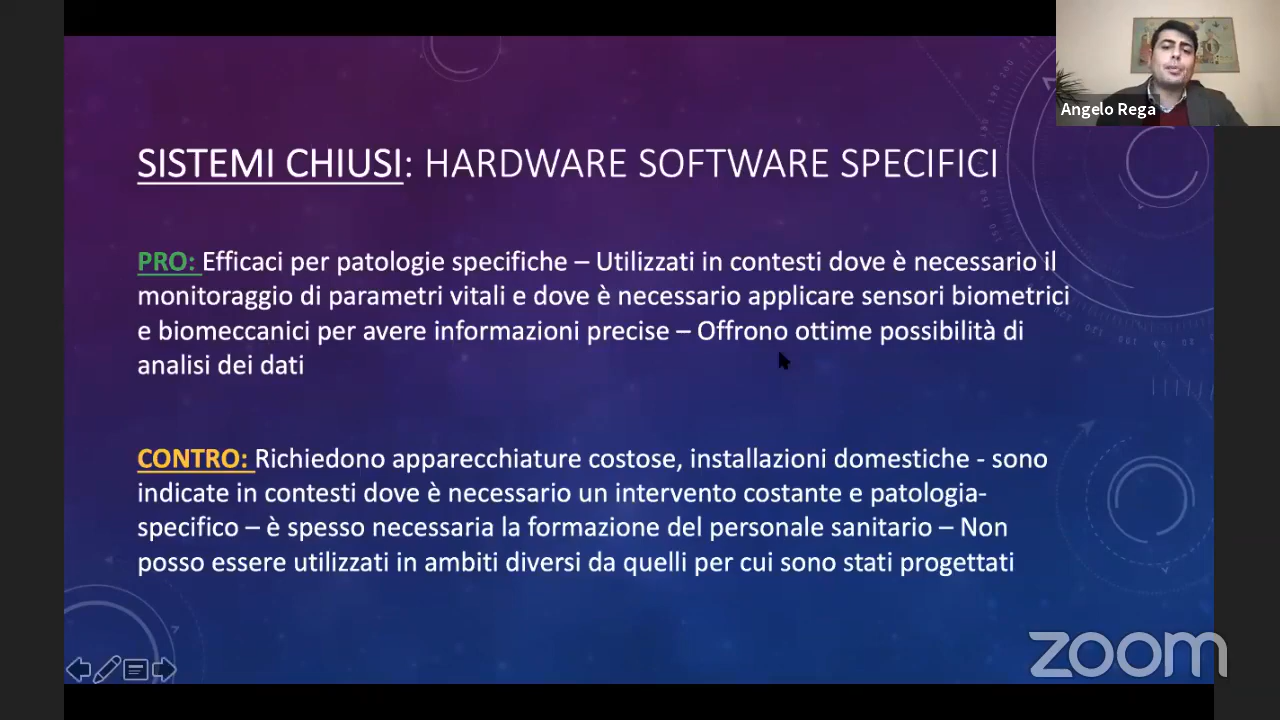 Angelo Rega
SISTEMI CHIUSI: HARDWARE SOFTWARE SPECIFICI
PRO: Efficaci per patologie specifiche – Utilizzati in contesti dove è necessario il
monitoraggio di parametri vitali e dove è necessario applicare sensori biometrici
e biomeccanici per avere informazioni precise – Offrono ottime possibilità di
analisi dei dati
CONTRO: Richiedono apparecchiature costose, installazioni domestiche - sono
indicate in contesti dove è necessario un intervento costante e patologia-
specifico – è spesso necessaria la formazione del personale sanitario – Non
posso essere utilizzati in ambiti diversi da quelli per cui sono stati progettati
zoom